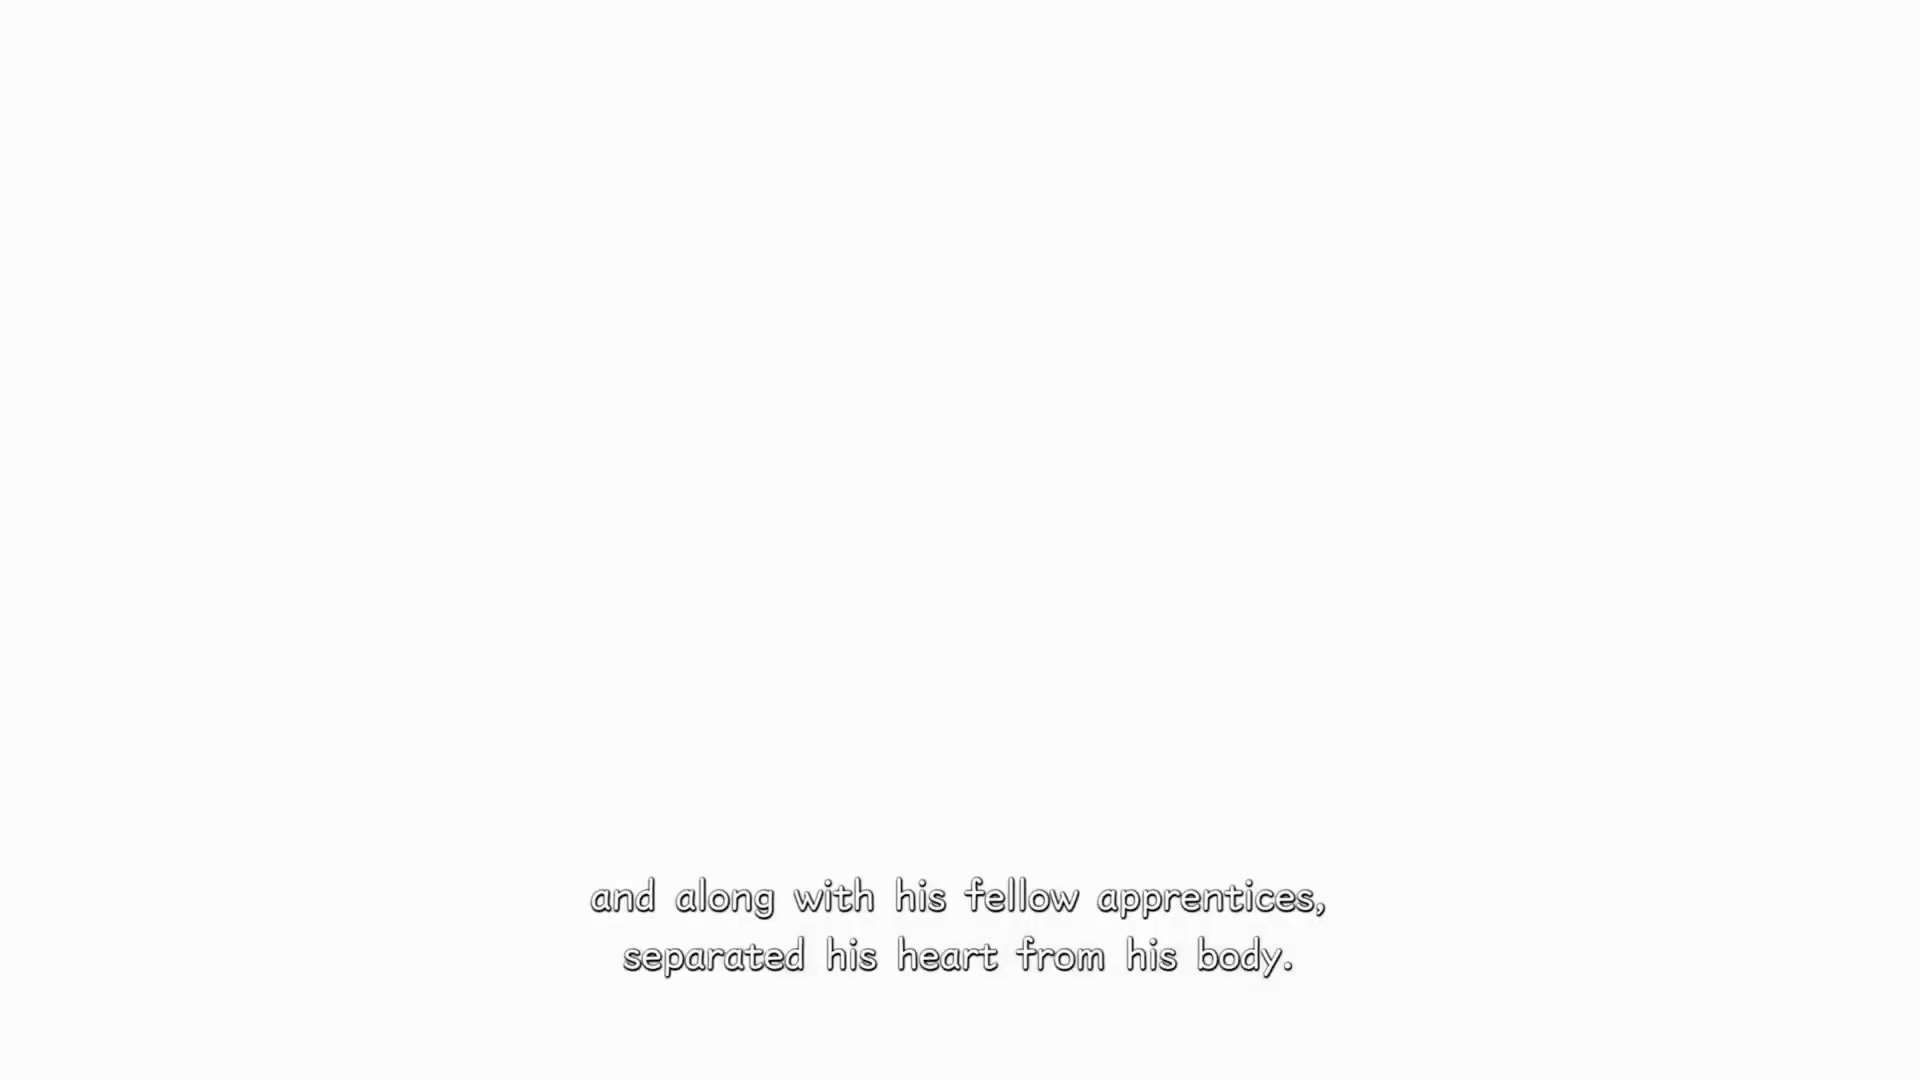 and along with his fellow apprentices,
separated his heart from his body.